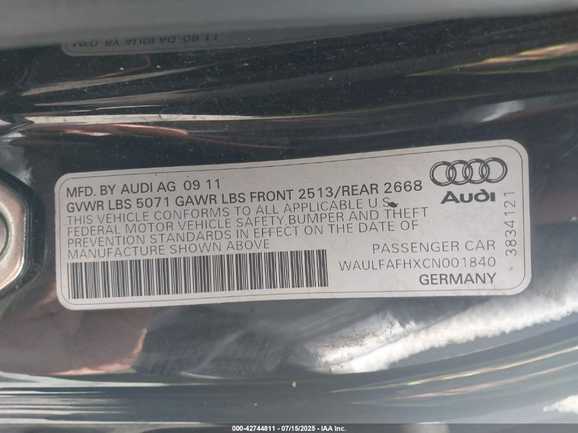 MFD. BY AUDI AG 09 11
GVWR LBS 5071 GAWR LBS FRONT 2513/REAR 2668
THIS VEHICLE CONFORMS TO ALL APPLICABLE U.S
FEDERAL MOTOR VEHICLE SAFETY BUMPER AND THEFT
PREVENTION STANDARDS IN EFFECT ON THE DATE OF
MANUFACTURE SHOWN ABOVE
PASSENGER CAR
WAULFAFHXCN001840
GERMANY
Audi
3834121
000-42744811 - 07/15/2025 - IAA Inc.